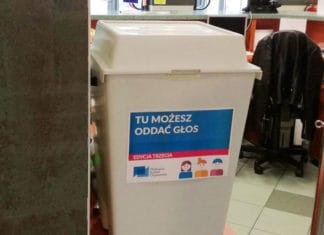 TU MOŻESZ
ODDAĆ GŁOS
EDYCJA TRZECIA